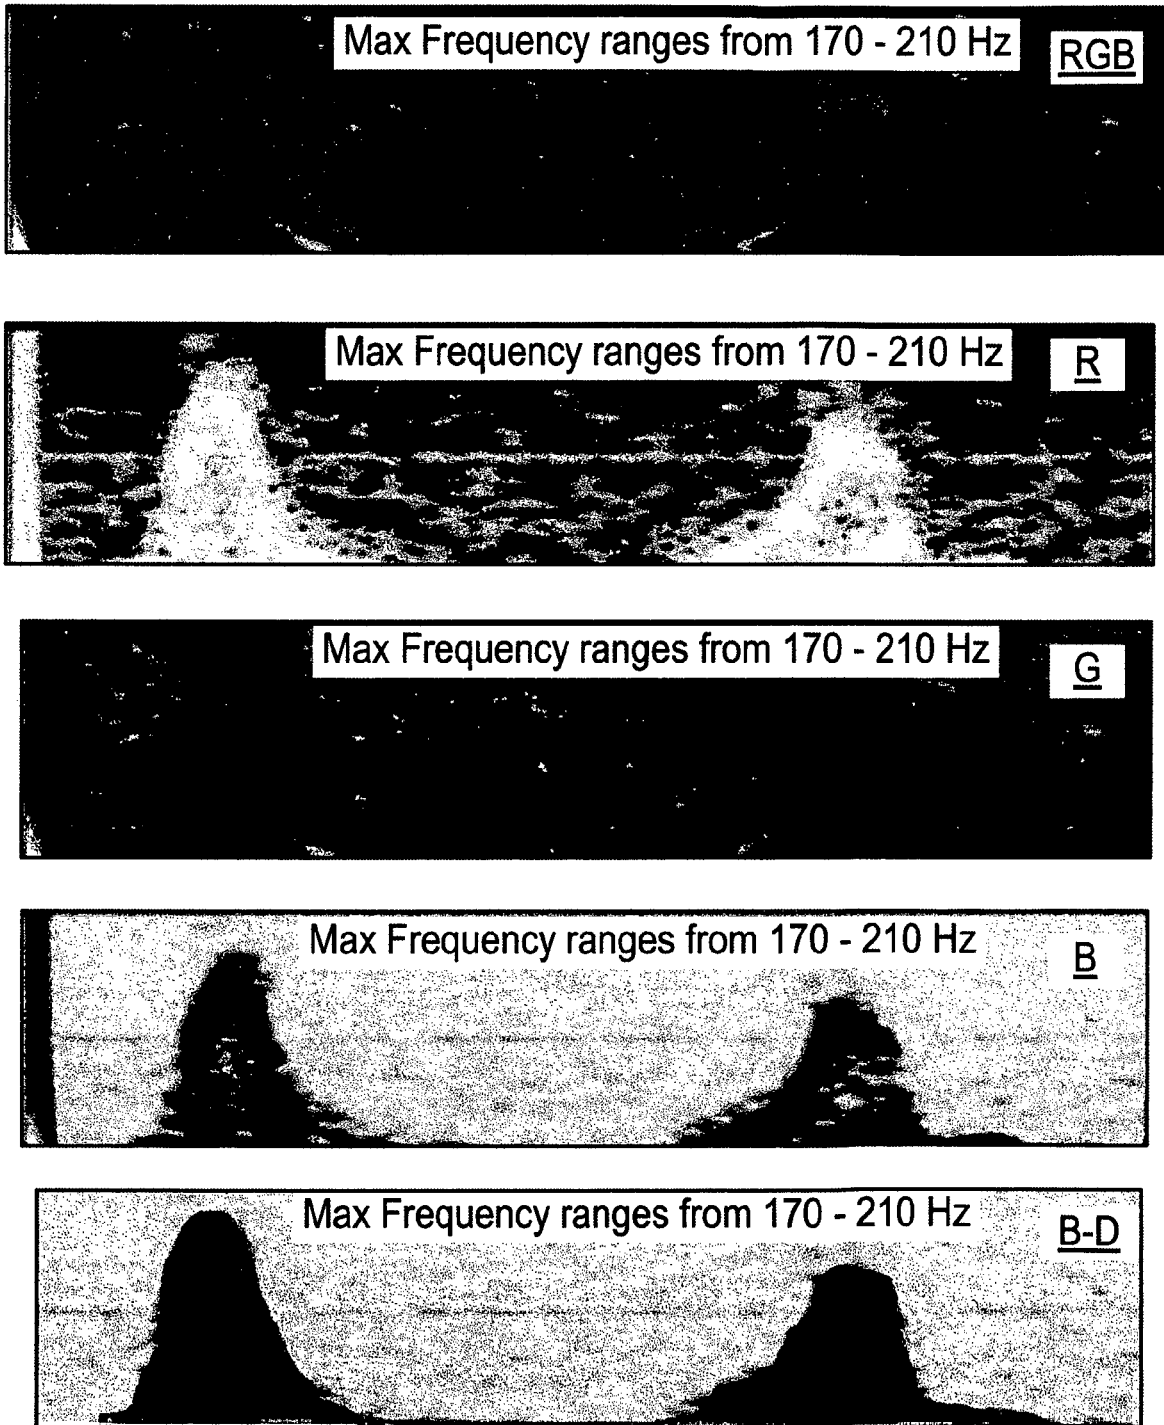 Max Frequency ranges from 170 - 210 Hz
RGB
Max Frequency ranges from 170 - 210 Hz
R
Max Frequency ranges from 170 - 210 Hz
G
Max Frequency ranges from 170 - 210 Hz
B
Max Frequency ranges from 170 - 210 Hz
B-D